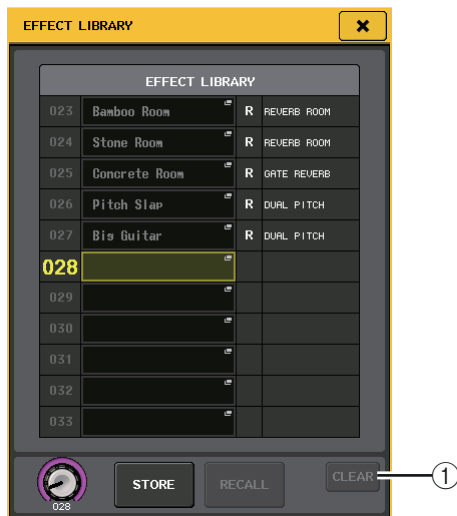 EFFECT LIBRARY
EFFECT LIBRARY
023 Bamboo Room R REVERB ROOM
024 Stone Room R REVERB ROOM
025 Concrete Room R GATE REVERB
026 Pitch Slap R DUAL PITCH
027 Big Guitar R DUAL PITCH
028
029
030
031
032
033
STORE RECALL CLEAR 1
028